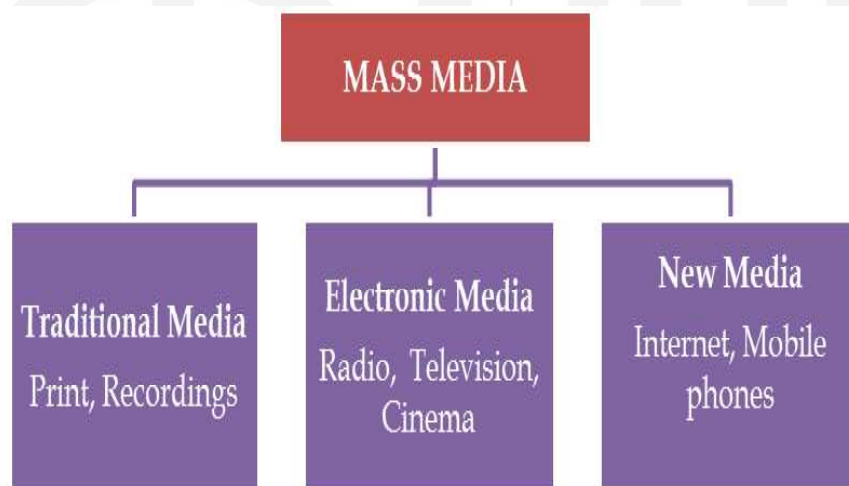 MASS MEDIA
Traditional Media
Print, Recordings
Electronic Media
Radio, Television,
Cinema
New Media
Internet, Mobile
phones